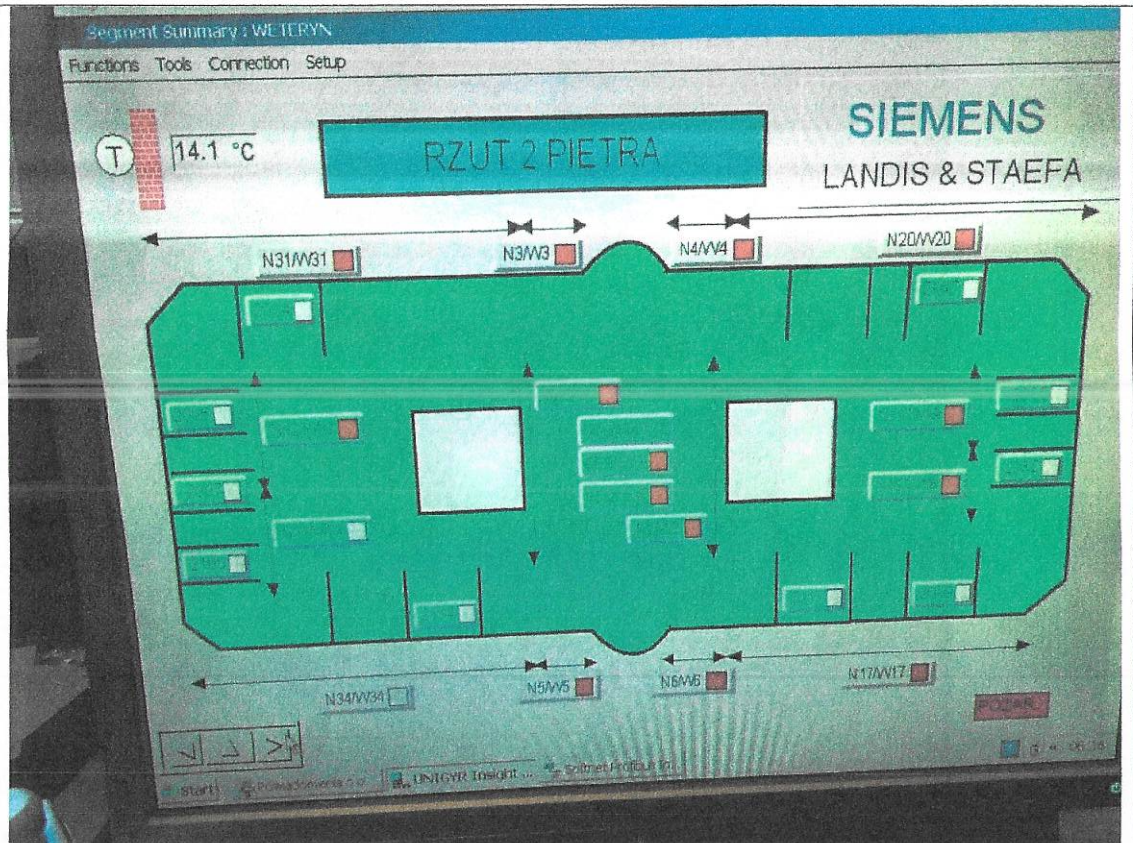 Segment Summary : WETERYN
Functions Tools Connection Setup
T
14.1 °C
RZUT 2 PIETRA
SIEMENS
LANDIS & STAEFA
N31/W31
N3/W3
N4/W4
N20/W20
N34/W34
N5/W5
N6/W6
N17/W17
POZAR
Start
UNIGYR Insight ...